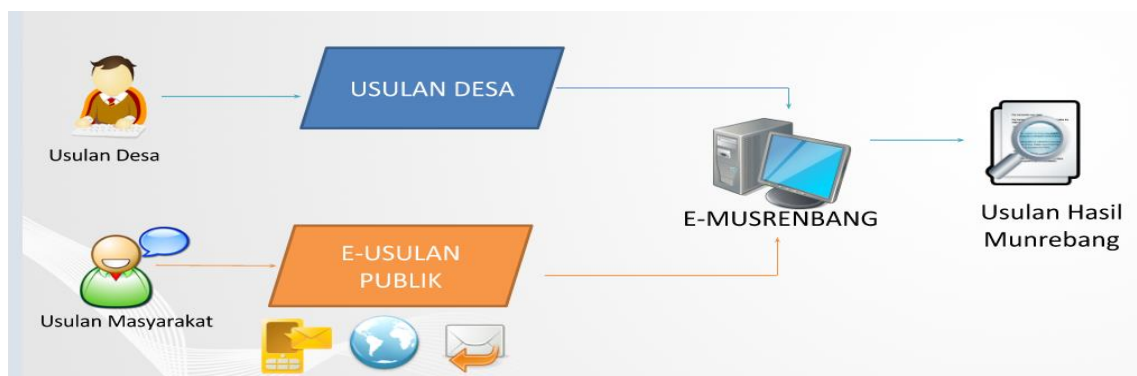 USULAN DESA
Usulan Desa
E-MUSRENBANG
Usulan Hasil
Munrebang
E-USULAN
PUBLIK
Usulan Masyarakat